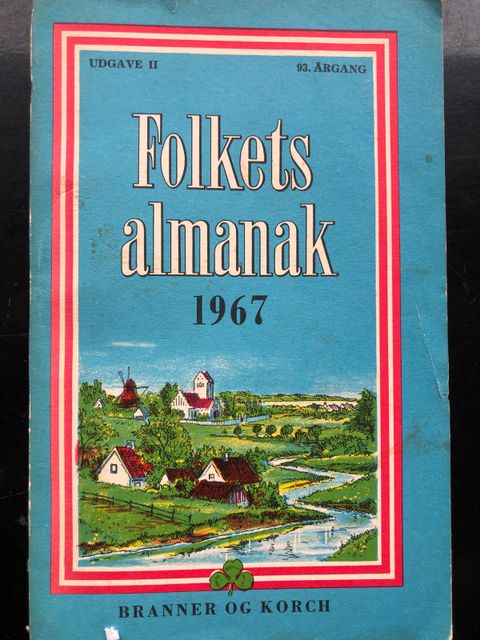 UDGAVE II 93. ÅRGANG
Folkets
almanak
1967
BRANNER OG KORCH